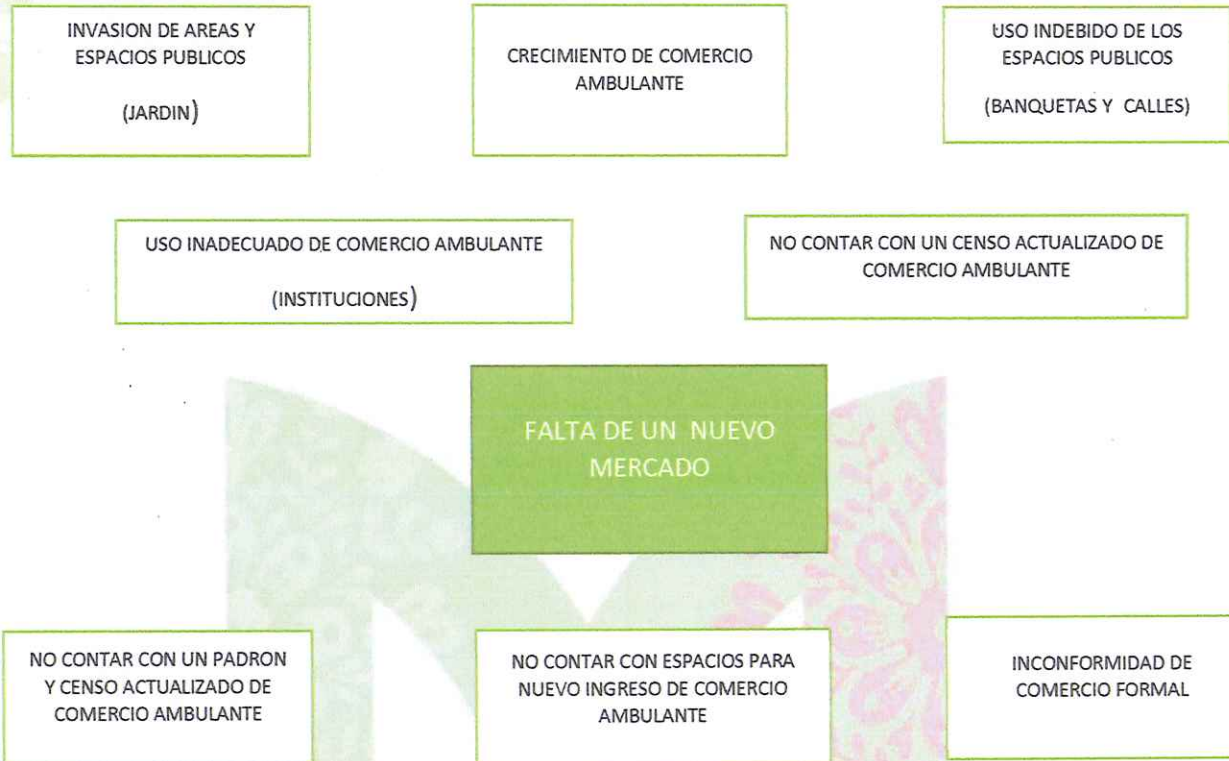 INVASION DE AREAS Y
ESPACIOS PUBLICOS
(JARDIN)
CRECIMIENTO DE COMERCIO
AMBULANTE
USO INDEBIDO DE LOS
ESPACIOS PUBLICOS
(BANQUETAS Y CALLES)
USO INADECUADO DE COMERCIO AMBULANTE
(INSTITUCIONES)
NO CONTAR CON UN CENSO ACTUALIZADO DE
COMERCIO AMBULANTE
FALTA DE UN NUEVO
MERCADO
NO CONTAR CON UN PADRON
Y CENSO ACTUALIZADO DE
COMERCIO AMBULANTE
NO CONTAR CON ESPACIOS PARA
NUEVO INGRESO DE COMERCIO
AMBULANTE
INCONFORMIDAD DE
COMERCIO FORMAL